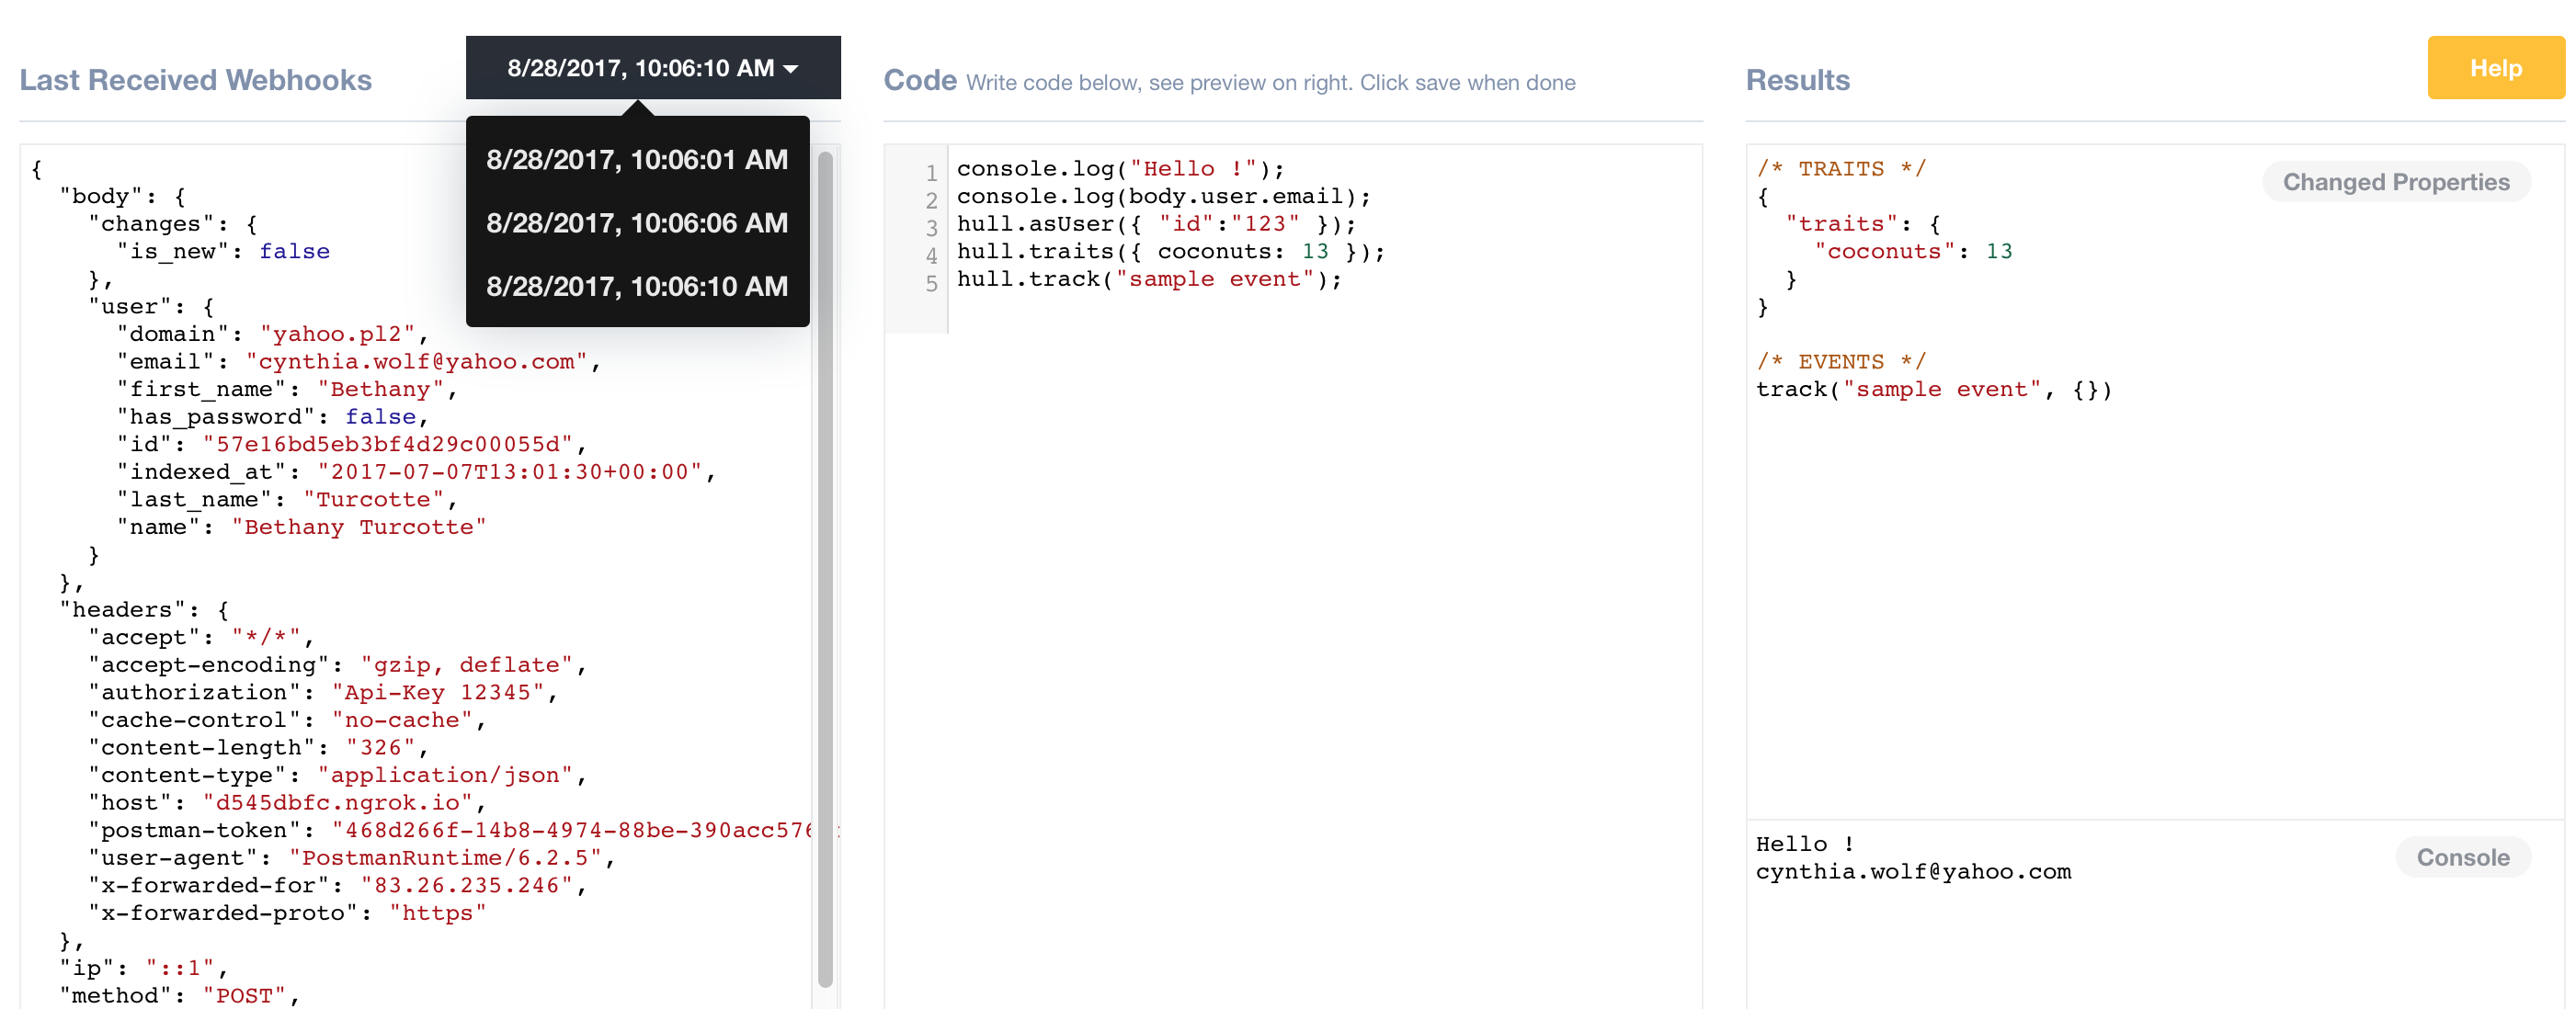 Last Received Webhooks
8/28/2017, 10:06:10 AM
8/28/2017, 10:06:01 AM
8/28/2017, 10:06:06 AM
8/28/2017, 10:06:10 AM
{
  "body": {
    "changes": {
      "is_new": false
    },
    "user": {
      "domain": "yahoo.pl2",
      "email": "cynthia.wolf@yahoo.com",
      "first_name": "Bethany",
      "has_password": false,
      "id": "57e16bd5eb3bf4d29c00055d",
      "indexed_at": "2017-07-07T13:01:30+00:00",
      "last_name": "Turcotte",
      "name": "Bethany Turcotte"
    }
  },
  "headers": {
    "accept": "*/*",
    "accept-encoding": "gzip, deflate",
    "authorization": "Api-Key 12345",
    "cache-control": "no-cache",
    "content-length": "326",
    "content-type": "application/json",
    "host": "d545dbfc.ngrok.io",
    "postman-token": "468d266f-14b8-4974-88be-390acc576
    "user-agent": "PostmanRuntime/6.2.5",
    "x-forwarded-for": "83.26.235.246",
    "x-forwarded-proto": "https"
  },
  "ip": "::1",
  "method": "POST",
Code Write code below, see preview on right. Click save when done
1 console.log("Hello !");
2 console.log(body.user.email);
3 hull.asUser({ "id":"123" });
4 hull.traits({ coconuts: 13 });
5 hull.track("sample event");
Results
Help
Changed Properties
/* TRAITS */
{
  "traits": {
    "coconuts": 13
  }
}
/* EVENTS */
track("sample event", {})
Console
Hello !
cynthia.wolf@yahoo.com